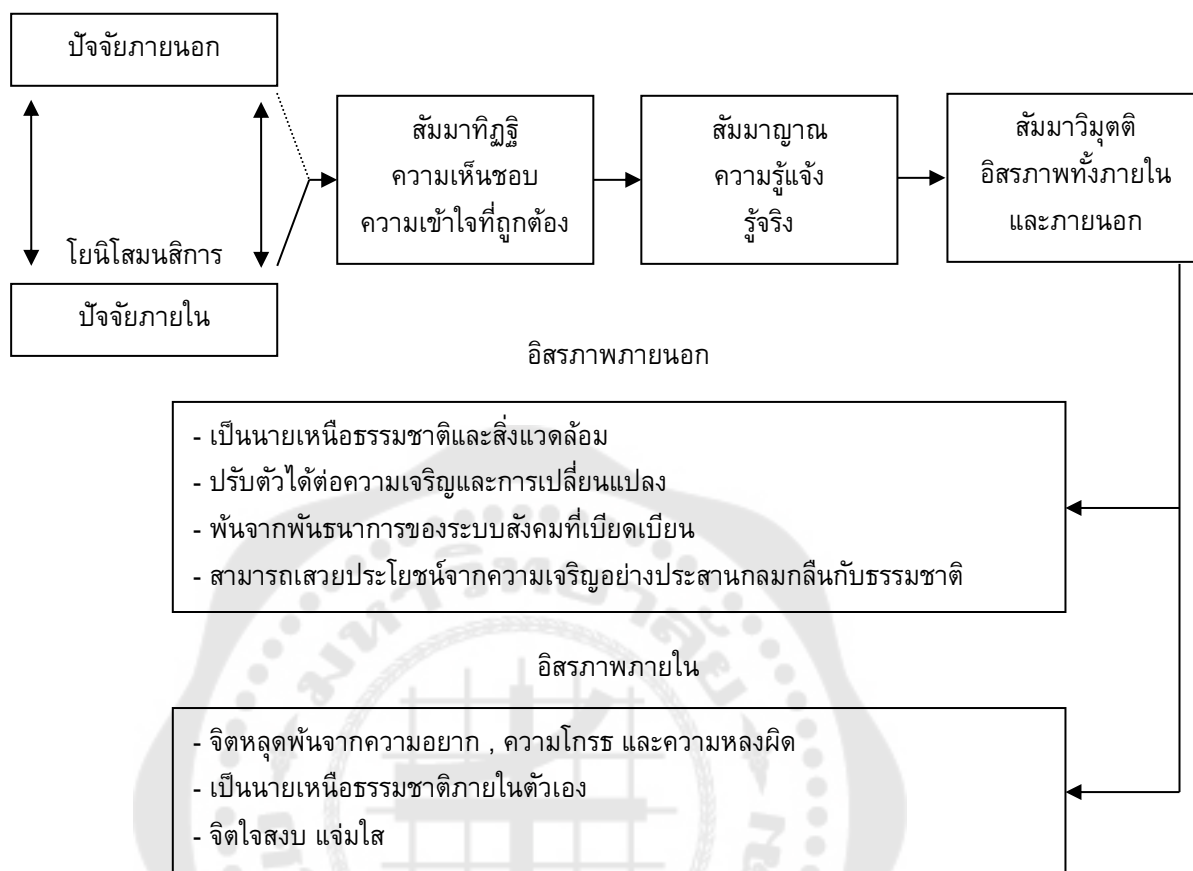 ปัจจัยภายนอก
โยนิโสมนสิการ
ปัจจัยภายใน
สัมมาทิฏฐิ
ความเห็นชอบ
ความเข้าใจที่ถูกต้อง
สัมมาญาณ
ความรู้แจ้ง
รู้จริง
สัมมาวิมุตติ
อิสรภาพทั้งภายใน
และภายนอก
อิสรภาพภายนอก
- เป็นนายเหนือธรรมชาติและสิ่งแวดล้อม
- ปรับตัวได้ต่อความเจริญและการเปลี่ยนแปลง
- พ้นจากพันธนาการของระบบสังคมที่เบียดเบียน
- สามารถเสวยประโยชน์จากความเจริญอย่างประสานกลมกลืนกับธรรมชาติ
อิสรภาพภายใน
- จิตหลุดพ้นจากความอยาก , ความโกรธ และความหลงผิด
- เป็นนายเหนือธรรมชาติภายในตัวเอง
- จิตใจสงบ แจ่มใส
มหาวิทยาลัย